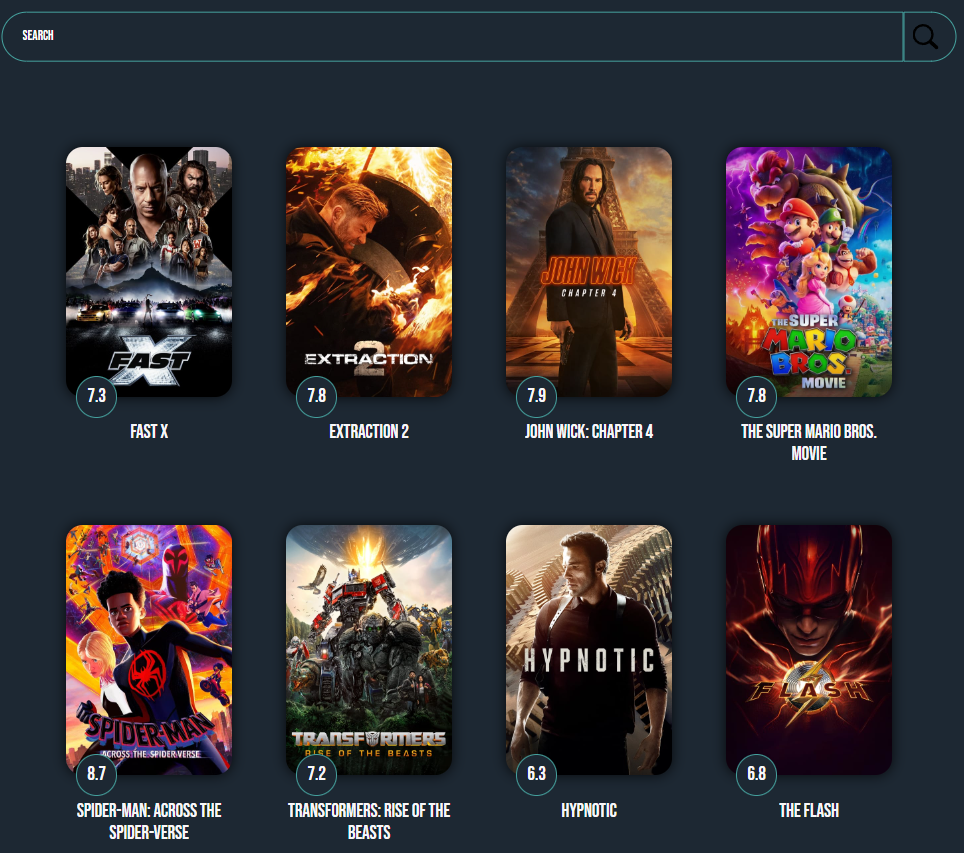 SEARCH
FAST X
EXTRACTION
2
JOHN WICK
CHAPTER 4
THE SUPER
MARIO
BROS.
MOVIE
7.3
7.8
7.9
7.8
FAST X
EXTRACTION 2
JOHN WICK: CHAPTER 4
THE SUPER MARIO BROS.
MOVIE
SPIDER-MAN
ACROSS THE SPIDER-VERSE
TRANSFORMERS
RISE OF THE BEASTS
HYPNOTIC
FLASH
8.7
7.2
6.3
6.8
SPIDER-MAN: ACROSS THE
SPIDER-VERSE
TRANSFORMERS: RISE OF THE
BEASTS
HYPNOTIC
THE FLASH